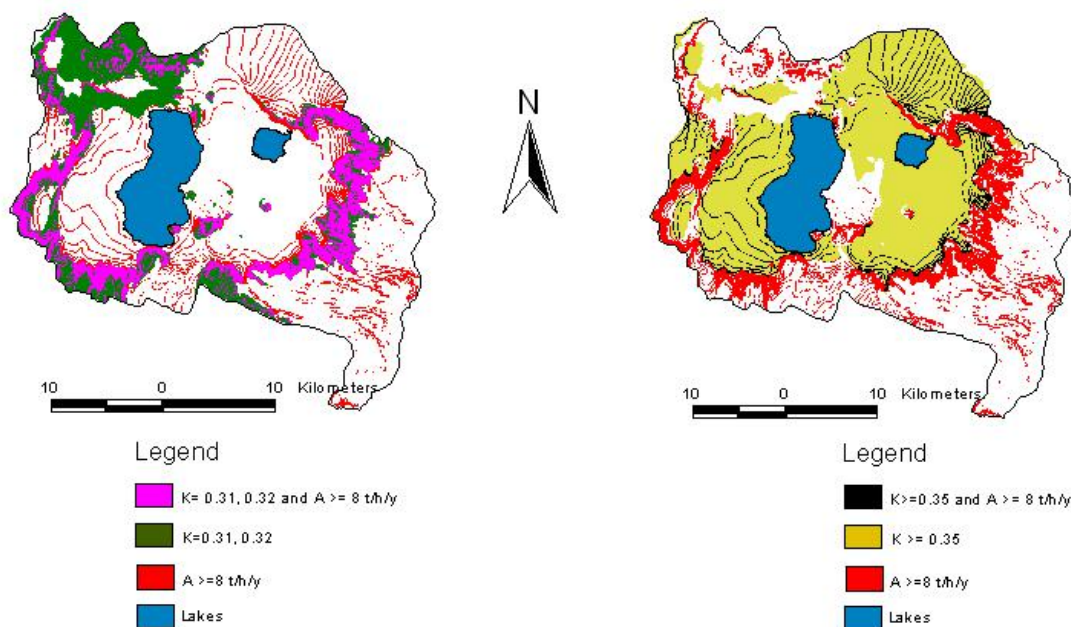 N
10 0 10 Kilometers
10 0 10 Kilometers
Legend
K= 0.31, 0.32 and A >= 8 t/h/y
K=0.31, 0.32
A >=8 t/h/y
Lakes
Legend
K>=0.35 and A >= 8 t/h/y
K >= 0.35
A >=8 t/h/y
Lakes